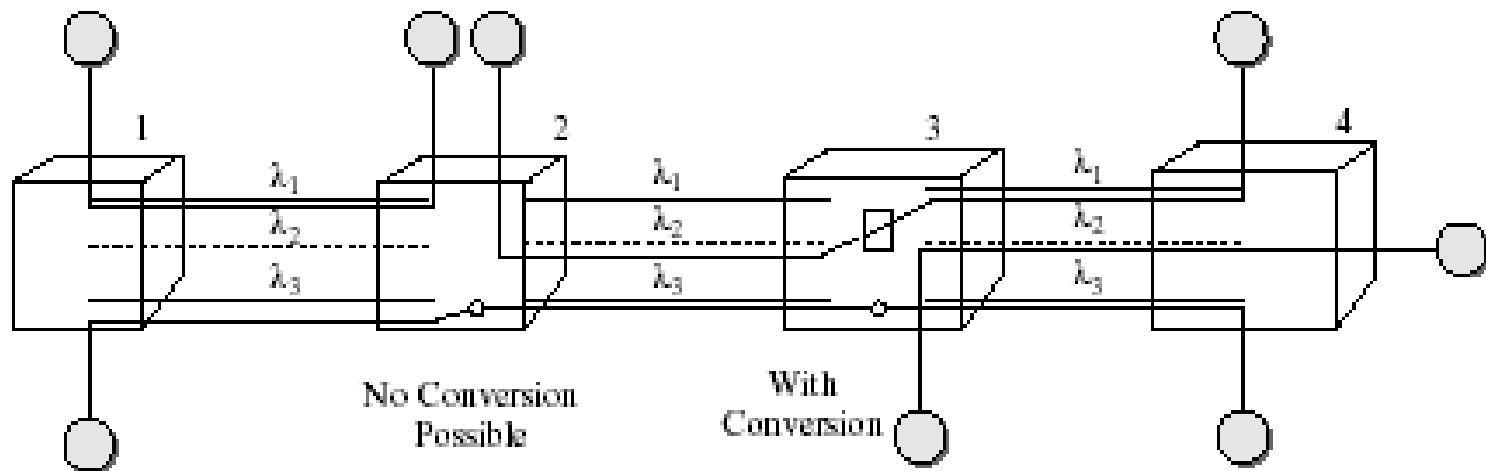 1
2
3
4
λ₁
λ₁
λ₁
λ₂
λ₂
λ₂
λ₃
λ₃
λ₃
No Conversion
Possible
With
Conversion